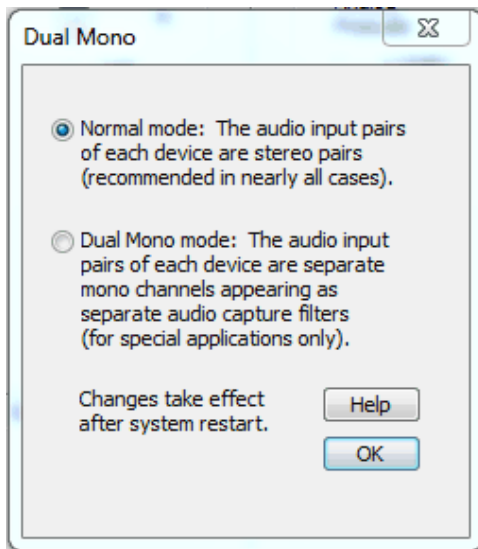 Dual Mono
Normal mode: The audio input pairs
of each device are stereo pairs
(recommended in nearly all cases).
Dual Mono mode: The audio input
pairs of each device are separate
mono channels appearing as
separate audio capture filters
(for special applications only).
Changes take effect
after system restart.
Help
OK